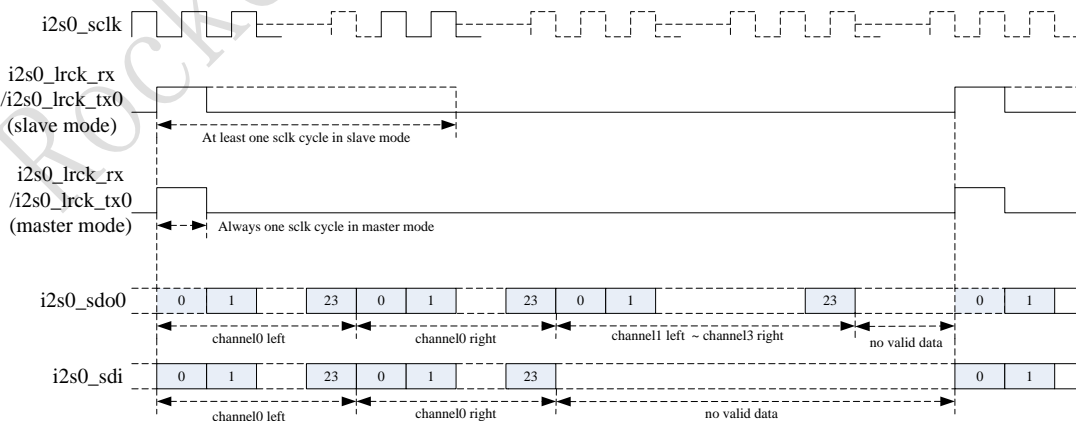 i2s0_sclk
i2s0_lrck_rx
/i2s0_lrck_tx0
(slave mode)
At least one sclk cycle in slave mode
i2s0_lrck_rx
/i2s0_lrck_tx0
(master mode)
Always one sclk cycle in master mode
i2s0_sdo0 0 1 23 0 1 23 0 1 23 0 1
channel0 left channel0 right channel1 left ~ channel3 right no valid data
i2s0_sdi 0 1 23 0 1 23 0 1
channel0 left channel0 right no valid data